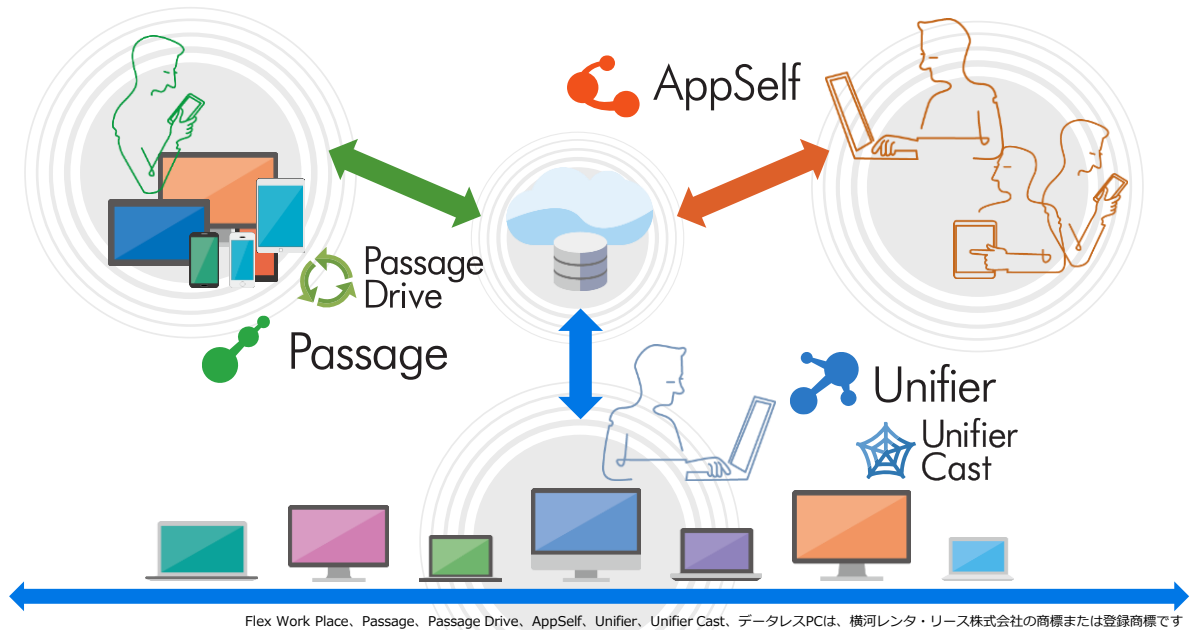 AppSelf
Passage
Drive
Passage
Unifier
Unifier
Cast
Flex Work Place、Passage、Passage Drive、AppSelf、Unifier、Unifier Cast、データレスPCは、横河レンタ・リース株式会社の商標または登録商標です